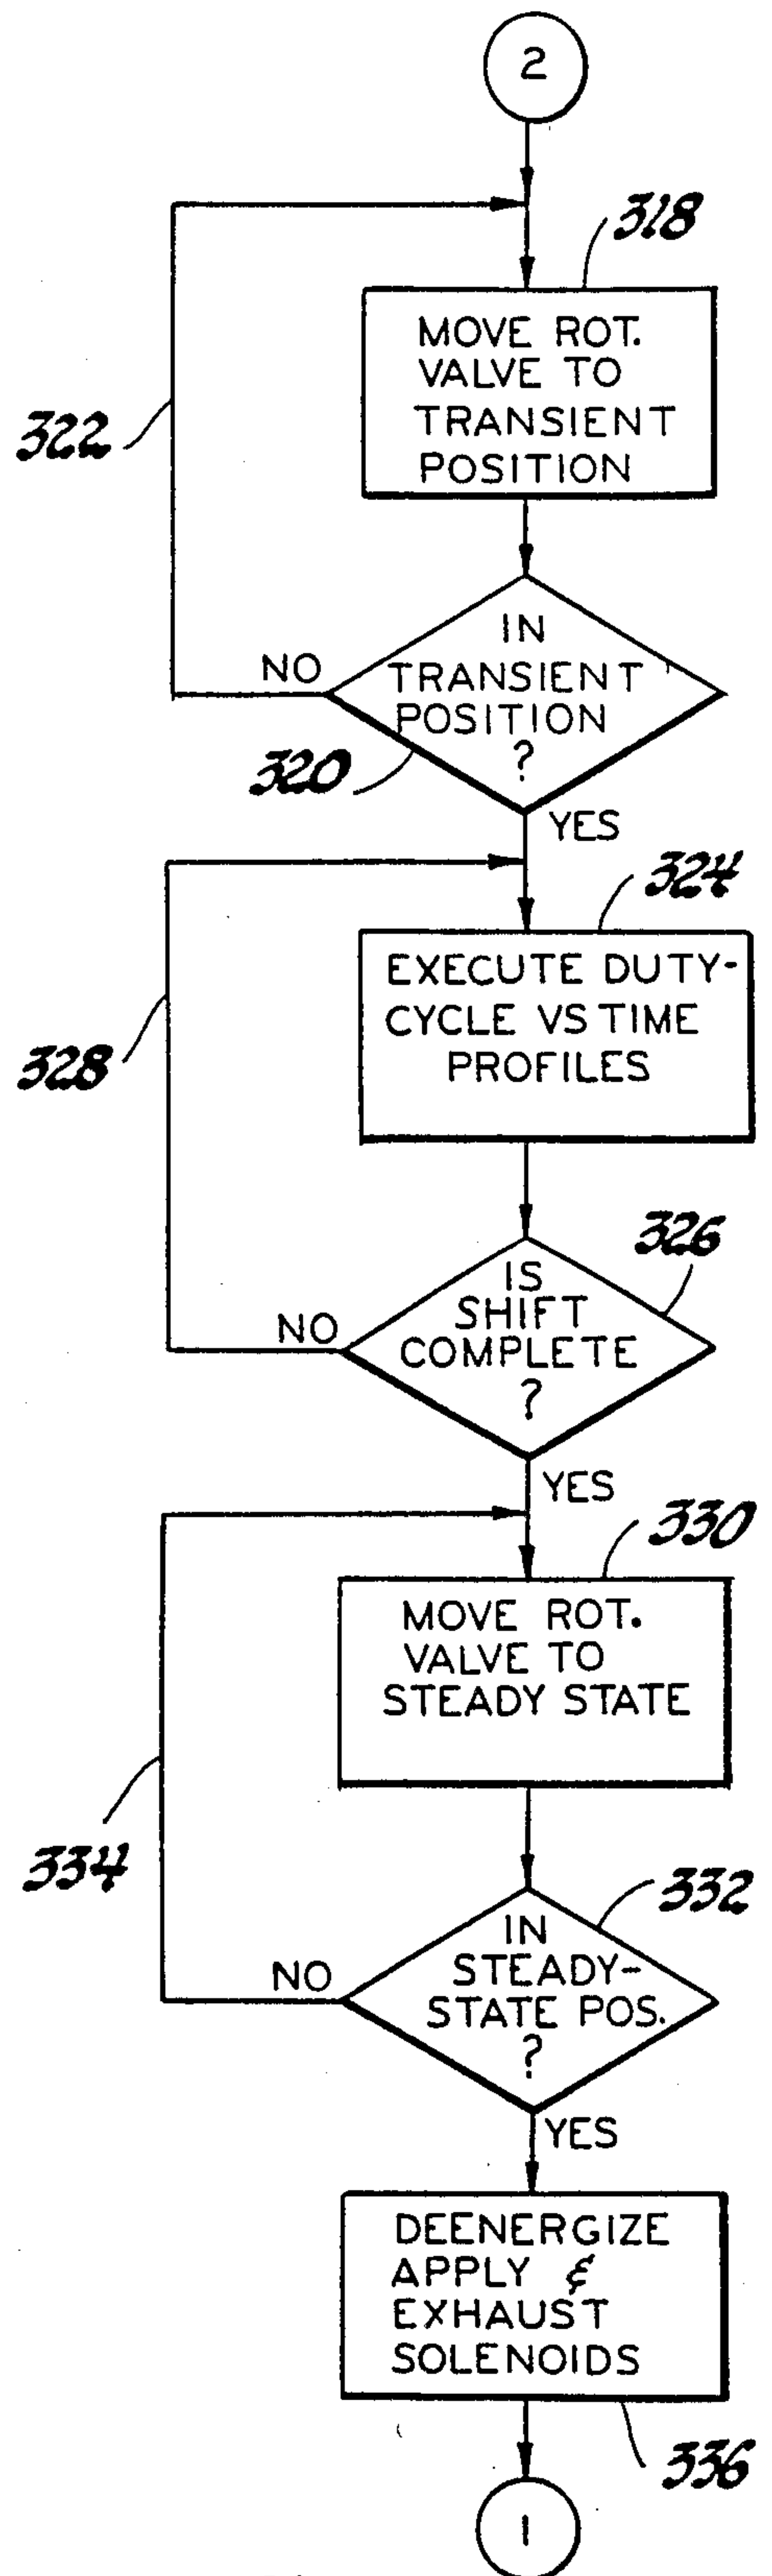 2
318
MOVE ROT.
VALVE TO
TRANSIENT
POSITION
322
IN
NO
TRANSIENT
POSITION
?
320
YES
324
EXECUTE DUTY-
CYCLE VS TIME
PROFILES
328
326
IS
SHIFT
NO
COMPLETE
?
YES
330
MOVE ROT.
VALVE TO
STEADY STATE
334
332
IN
STEADY-
NO
STATE POS.
?
YES
DEENERGIZE
APPLY &
EXHAUST
SOLENOIDS
336
1